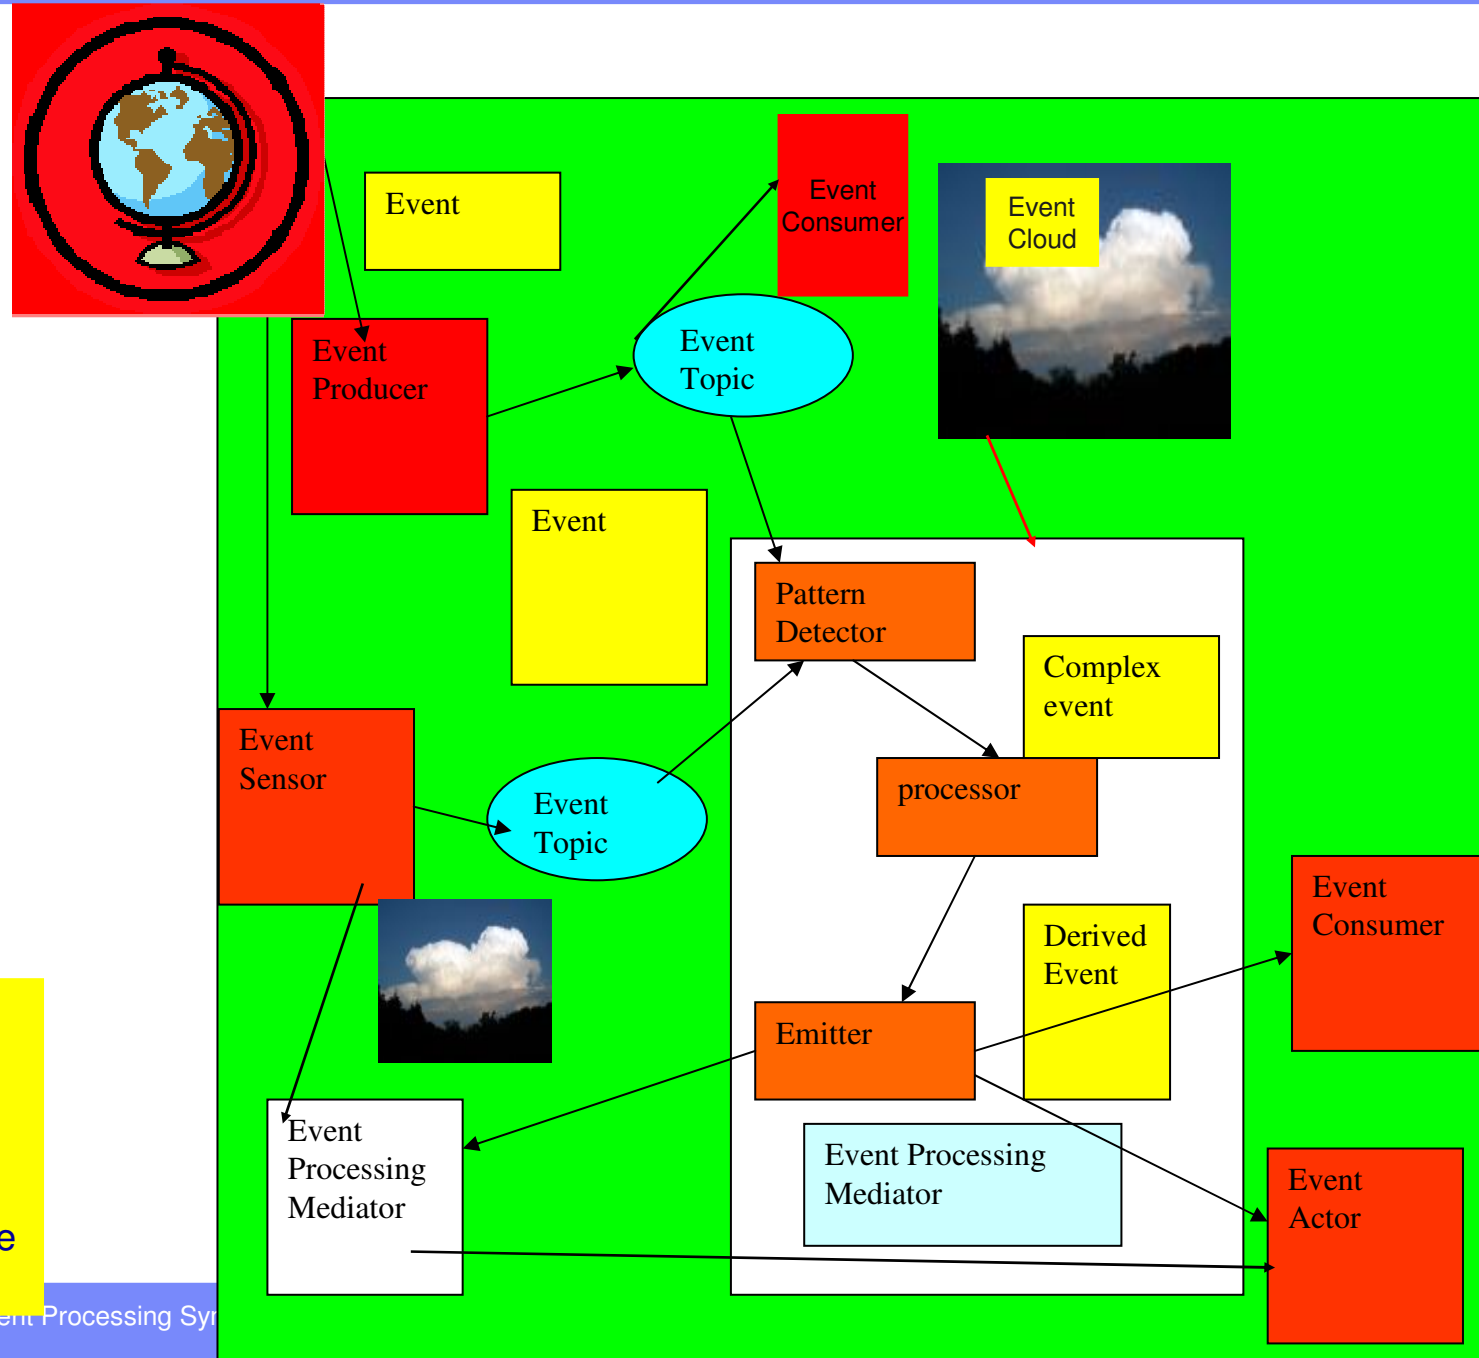 Event
Event
Consumer
Event
Cloud
Event
Producer
Event
Topic
Event
Pattern
Detector
Complex
event
Event
Sensor
processor
Event
Topic
Event
Consumer
Derived
Event
Emitter
Event
Processing
Mediator
Event Processing
Mediator
Event
Actor
e
Processing